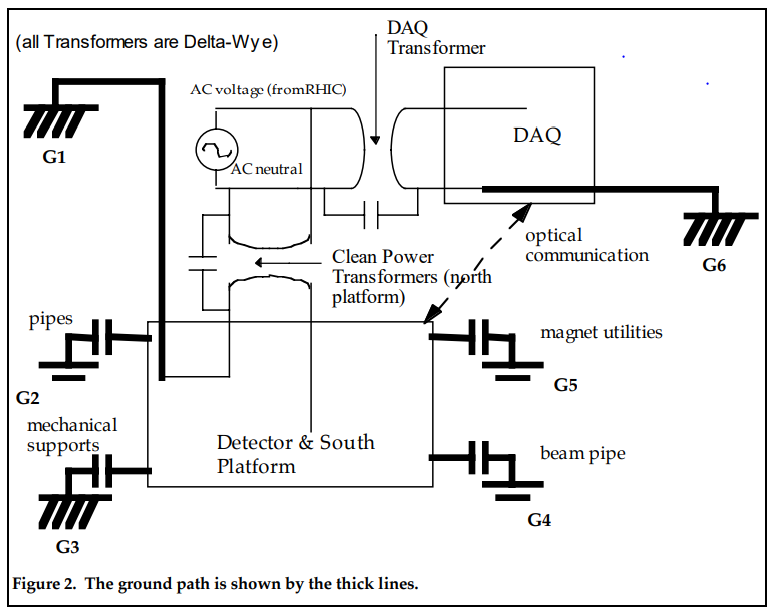 (all Transformers are Delta-Wye)
DAQ
Transformer
AC voltage (fromRHIC)
DAQ
G1
AC neutral
optical
communication
G6
Clean Power
Transformers (north
platform)
pipes
magnet utilities
G2
G5
mechanical
supports
Detector & South
Platform
beam pipe
G4
G3
Figure 2. The ground path is shown by the thick lines.